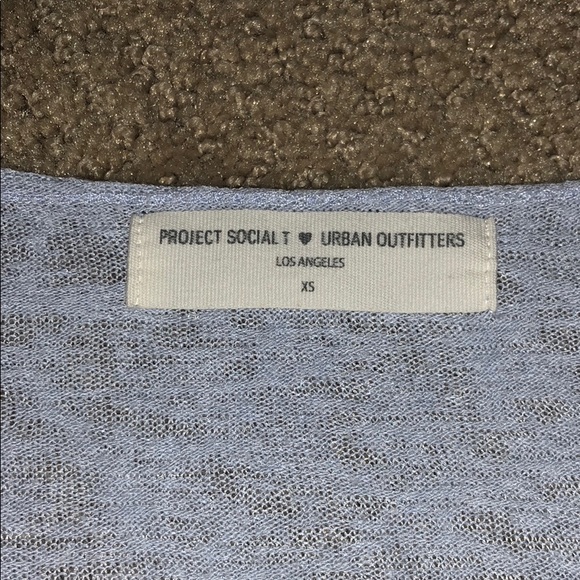 PROJECT SOCIAL T ♥ URBAN OUTFITTERS
LOS ANGELES
XS